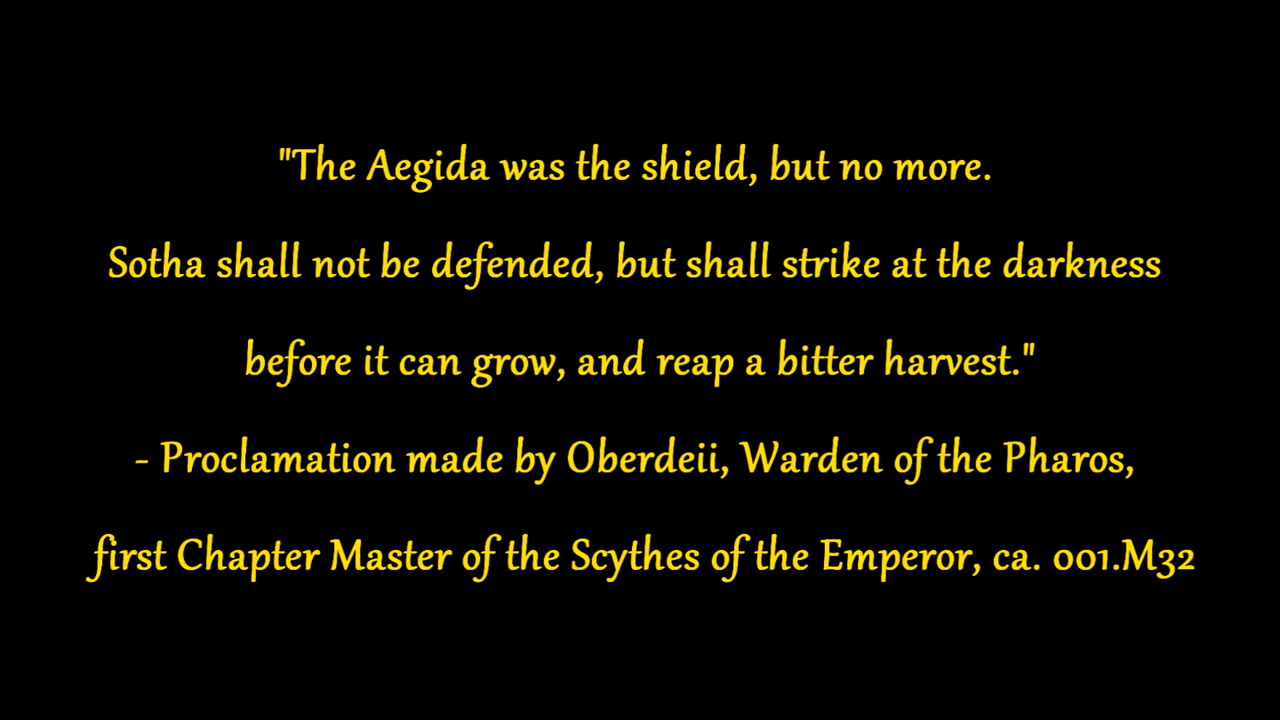 "The Aegida was the shield, but no more.
Sotha shall not be defended, but shall strike at the darkness
before it can grow, and reap a bitter harvest."
- Proclamation made by Oberdeii, Warden of the Pharos,
first Chapter Master of the Scythes of the Emperor, ca. 001.M32